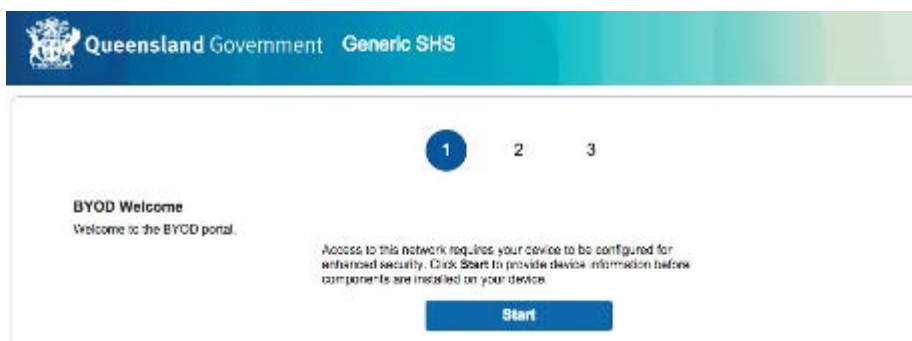 Queensland Government Generic SHS
1 2 3
BYOD Welcome
Welcome to the BYOD portal.
Access to this network requires your device to be configured for
enhanced security. Click Start to provide device information before
components are installed on your device.
Start